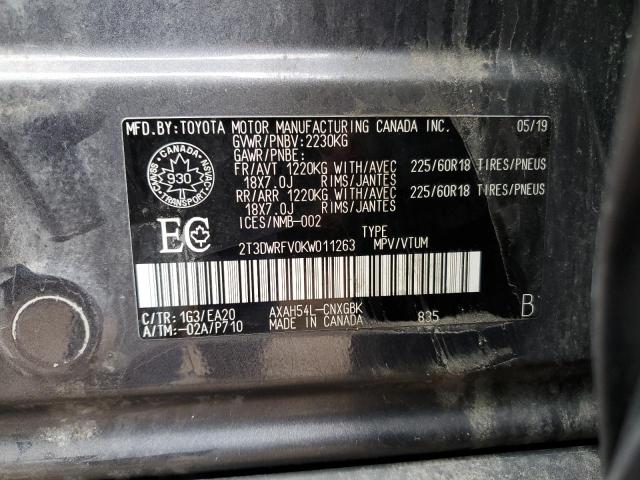 MFD.BY:TOYOTA MOTOR MANUFACTURING CANADA INC. 05/19
GVWR/PNBV:2230KG
GAWR/PNBE:
FR/AVT 1220KG WITH/AVEC 225/60R18 TIRES/PNEUS
18X7.0J RIMS/JANTES
RR/ARR 1220KG WITH/AVEC 225/60R18 TIRES/PNEUS
18X7.0J RIMS/JANTES
ICES/NMB-002
CANADA
CMVSS 930 NSVAC
TRANSPORT
EC
TYPE
2T3DWRFV0KW011263 MPV/VTUM
C/TR: 1G3/EA20 AXAH54L-CNXGBK 835 B
A/TM:-02A/P710 MADE IN CANADA